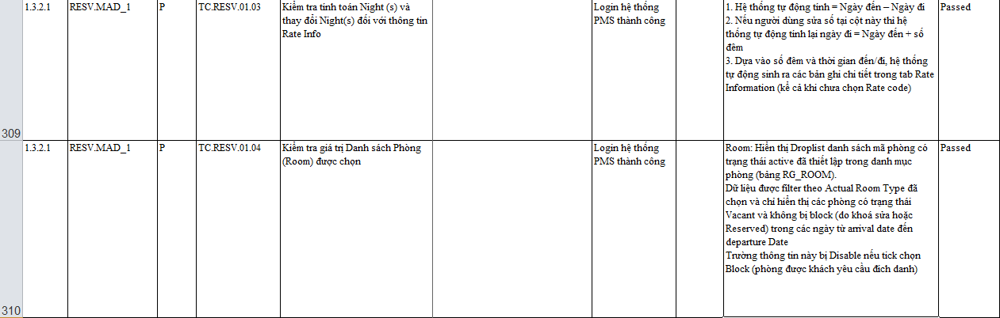 1.3.2.1 RESV.MAD_1 P TC.RESV.01.03 Kiểm tra tính toán Night (s) và Login hệ thống 1. Hệ thống tự động tính = Ngày đến – Ngày đi Passed
thay đổi Night(s) đối với thông tin PMS thành công 2. Nếu người dùng sửa số tại cột này thì hệ
Rate Info thống tự động tính lại ngày đi = Ngày đến + số
đêm
3. Dựa vào số đêm và thời gian đến/đi, hệ thống
tự động sinh ra các bản ghi chi tiết trong tab Rate
Information (kể cả khi chưa chọn Rate code)
309
1.3.2.1 RESV.MAD_1 P TC.RESV.01.04 Kiểm tra giá trị Danh sách Phòng Login hệ thống Room: Hiển thị Droplist danh sách mã phòng có Passed
(Room) được chọn PMS thành công trạng thái active đã thiết lập trong danh mục
phòng (bảng RG_ROOM).
Dữ liệu được filter theo Actual Room Type đã
chọn và chỉ hiển thị các phòng có trạng thái
Vacant và không bị block (do khoá sửa hoặc
Reserved) trong các ngày từ arrival date đến
departure Date
Trường thông tin này bị Disable nếu tick chọn
Block (phòng được khách yêu cầu đích danh)
310